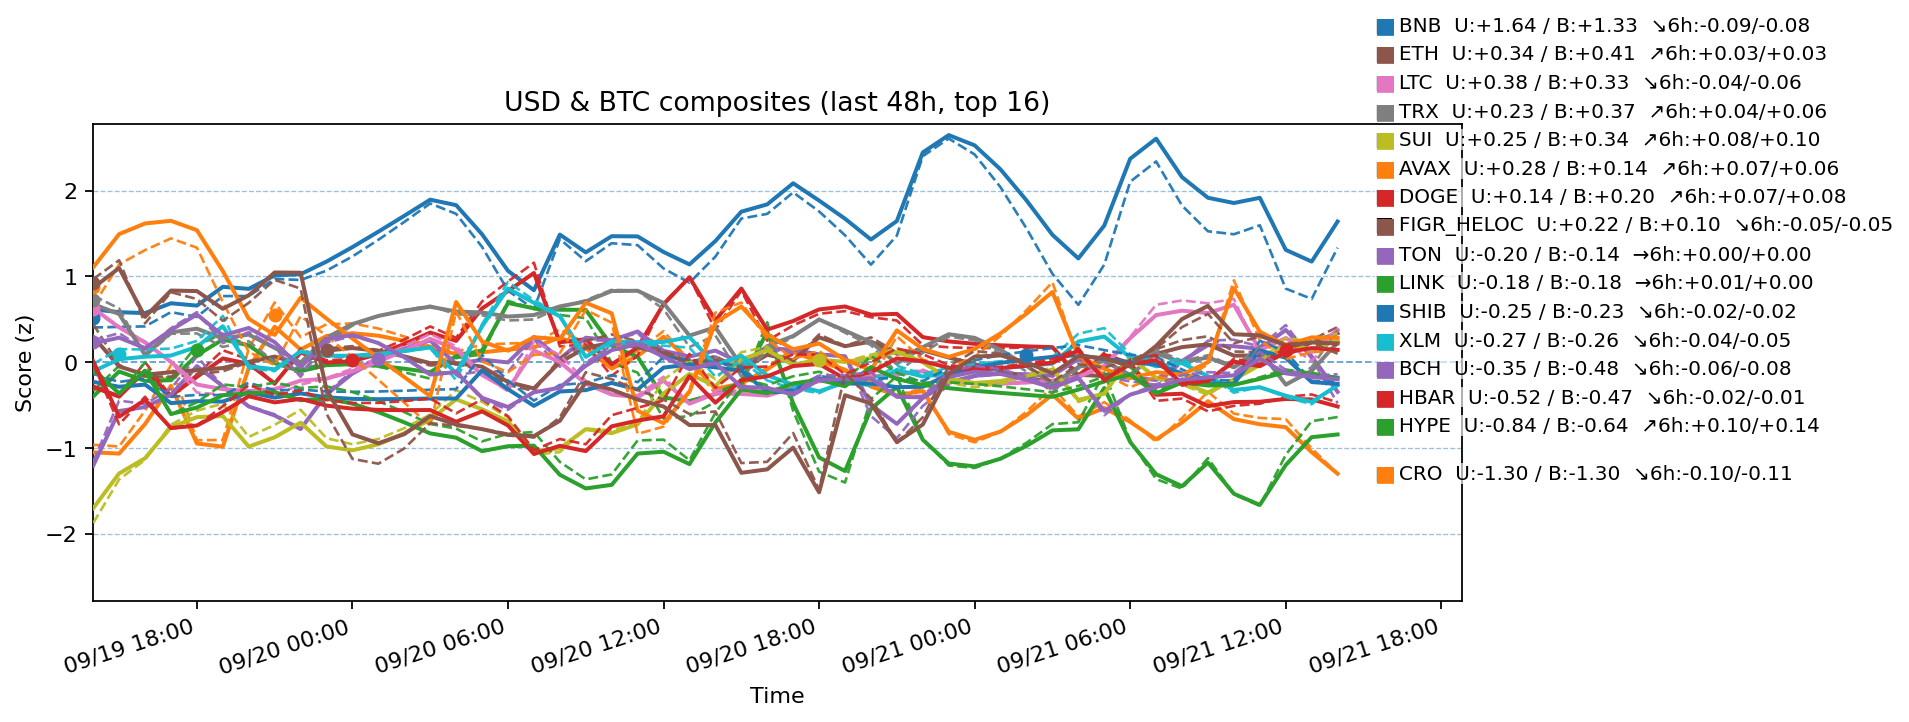 BNB  U:+1.64 / B:+1.33  ↘6h:-0.09/-0.08
ETH  U:+0.34 / B:+0.41  ↗6h:+0.03/+0.03
LTC  U:+0.38 / B:+0.33  ↘6h:-0.04/-0.06
USD & BTC composites (last 48h, top 16)
TRX  U:+0.23 / B:+0.37  ↗6h:+0.04/+0.06
SUI  U:+0.25 / B:+0.34  ↗6h:+0.08/+0.10
AVAX  U:+0.28 / B:+0.14  ↗6h:+0.07/+0.06
DOGE  U:+0.14 / B:+0.20  ↗6h:+0.07/+0.08
FIGR_HELOC  U:+0.22 / B:+0.10  ↘6h:-0.05/-0.05
TON  U:-0.20 / B:-0.14  →6h:+0.00/+0.00
LINK  U:-0.18 / B:-0.18  →6h:+0.01/+0.00
SHIB  U:-0.25 / B:-0.23  ↘6h:-0.02/-0.02
XLM  U:-0.27 / B:-0.26  ↘6h:-0.04/-0.05
BCH  U:-0.35 / B:-0.48  ↘6h:-0.06/-0.08
HBAR  U:-0.52 / B:-0.47  ↘6h:-0.02/-0.01
HYPE  U:-0.84 / B:-0.64  ↗6h:+0.10/+0.14
CRO  U:-1.30 / B:-1.30  ↘6h:-0.10/-0.11
Score (z)
2
1
0
−1
−2
09/19 18:00
09/20 00:00
09/20 06:00
09/20 12:00
09/20 18:00
09/21 00:00
09/21 06:00
09/21 12:00
09/21 18:00
Time